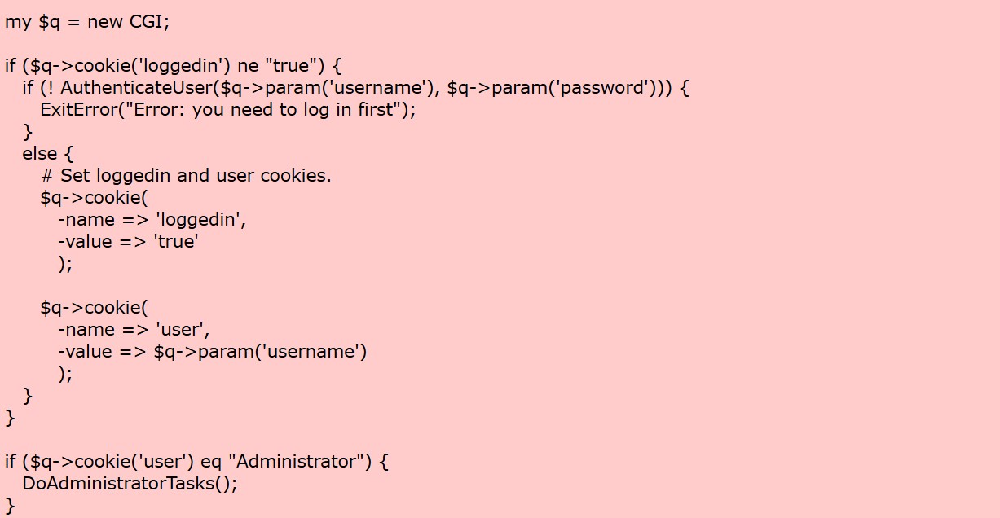 my $q = new CGI;

if ($q->cookie('loggedin') ne "true") {
  if (! AuthenticateUser($q->param('username'), $q->param('password'))) {
    ExitError("Error: you need to log in first");
  }
  else {
    # Set loggedin and user cookies.
    $q->cookie(
      -name => 'loggedin',
      -value => 'true'
      );

    $q->cookie(
      -name => 'user',
      -value => $q->param('username')
      );
  }
}

if ($q->cookie('user') eq "Administrator") {
  DoAdministratorTasks();
}